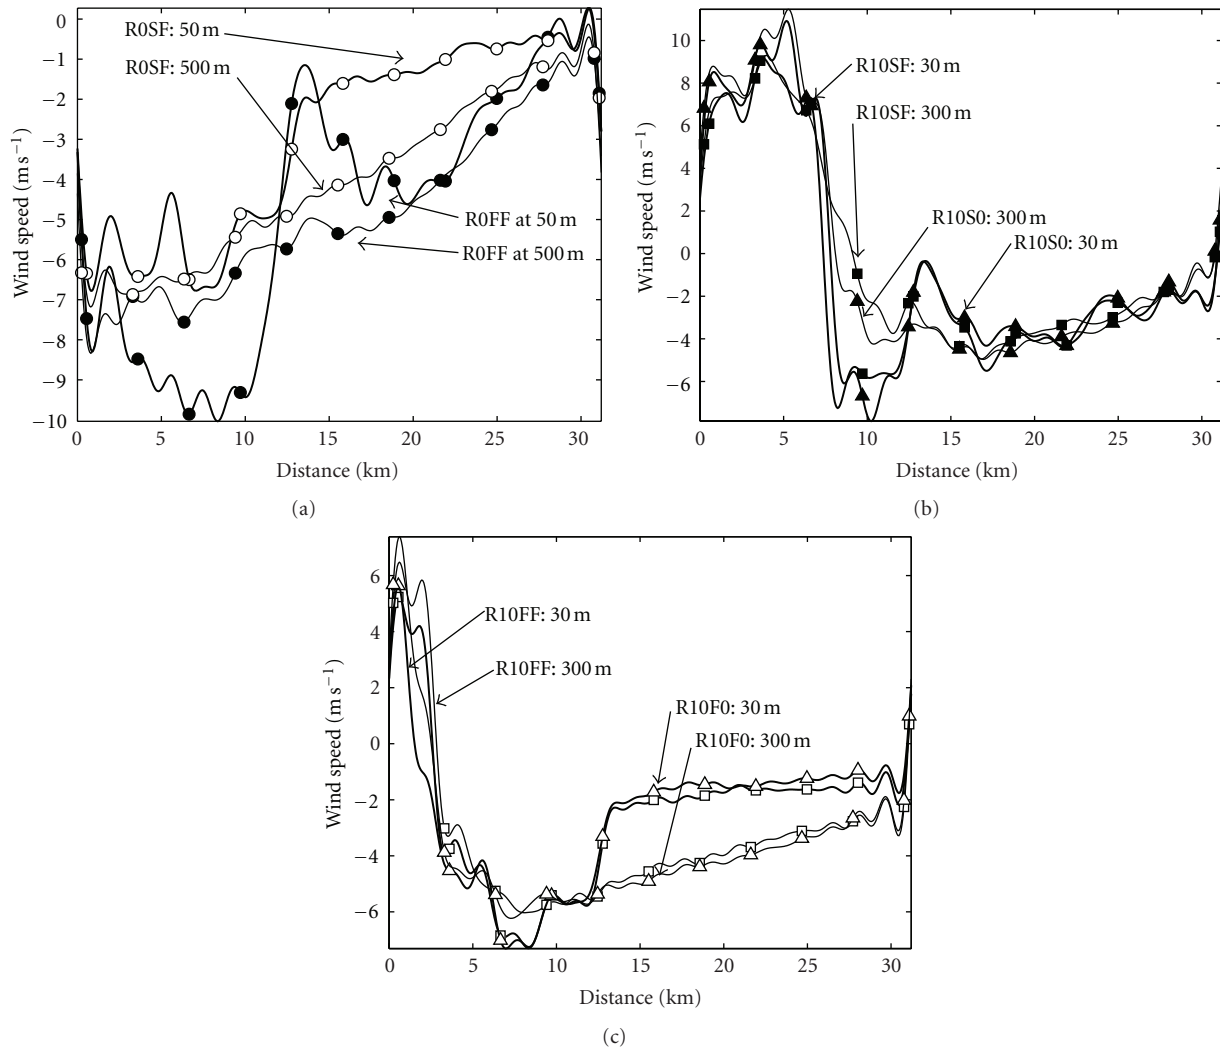 0
−1
−2
−3
−4
−5
−6
−7
−8
−9
−10
Wind speed (m s−1)
R0SF: 50 m
R0SF: 500 m
R0FF at 50 m
R0FF at 500 m
0 5 10 15 20 25 30
Distance (km)
(a)
10
8
6
4
2
0
−2
−4
−6
Wind speed (m s−1)
R10SF: 30 m
R10SF: 300 m
R10S0: 300 m
R10S0: 30 m
0 5 10 15 20 25 30
Distance (km)
(b)
6
4
2
0
−2
−4
−6
Wind speed (m s−1)
R10FF: 30 m
R10FF: 300 m
R10F0: 30 m
R10F0: 300 m
0 5 10 15 20 25 30
Distance (km)
(c)